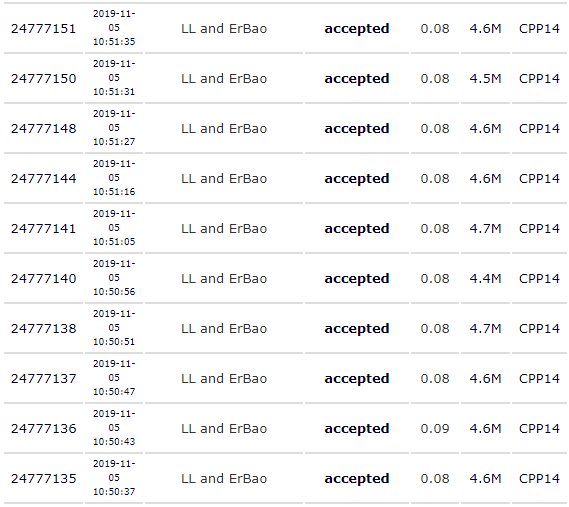 24777151 2019-11-05 10:51:35 LL and ErBao accepted 0.08 4.6M CPP14
24777150 2019-11-05 10:51:31 LL and ErBao accepted 0.08 4.5M CPP14
24777148 2019-11-05 10:51:27 LL and ErBao accepted 0.08 4.6M CPP14
24777144 2019-11-05 10:51:16 LL and ErBao accepted 0.08 4.6M CPP14
24777141 2019-11-05 10:51:05 LL and ErBao accepted 0.08 4.7M CPP14
24777140 2019-11-05 10:50:56 LL and ErBao accepted 0.08 4.4M CPP14
24777138 2019-11-05 10:50:51 LL and ErBao accepted 0.08 4.7M CPP14
24777137 2019-11-05 10:50:47 LL and ErBao accepted 0.08 4.6M CPP14
24777136 2019-11-05 10:50:43 LL and ErBao accepted 0.09 4.6M CPP14
24777135 2019-11-05 10:50:37 LL and ErBao accepted 0.08 4.6M CPP14